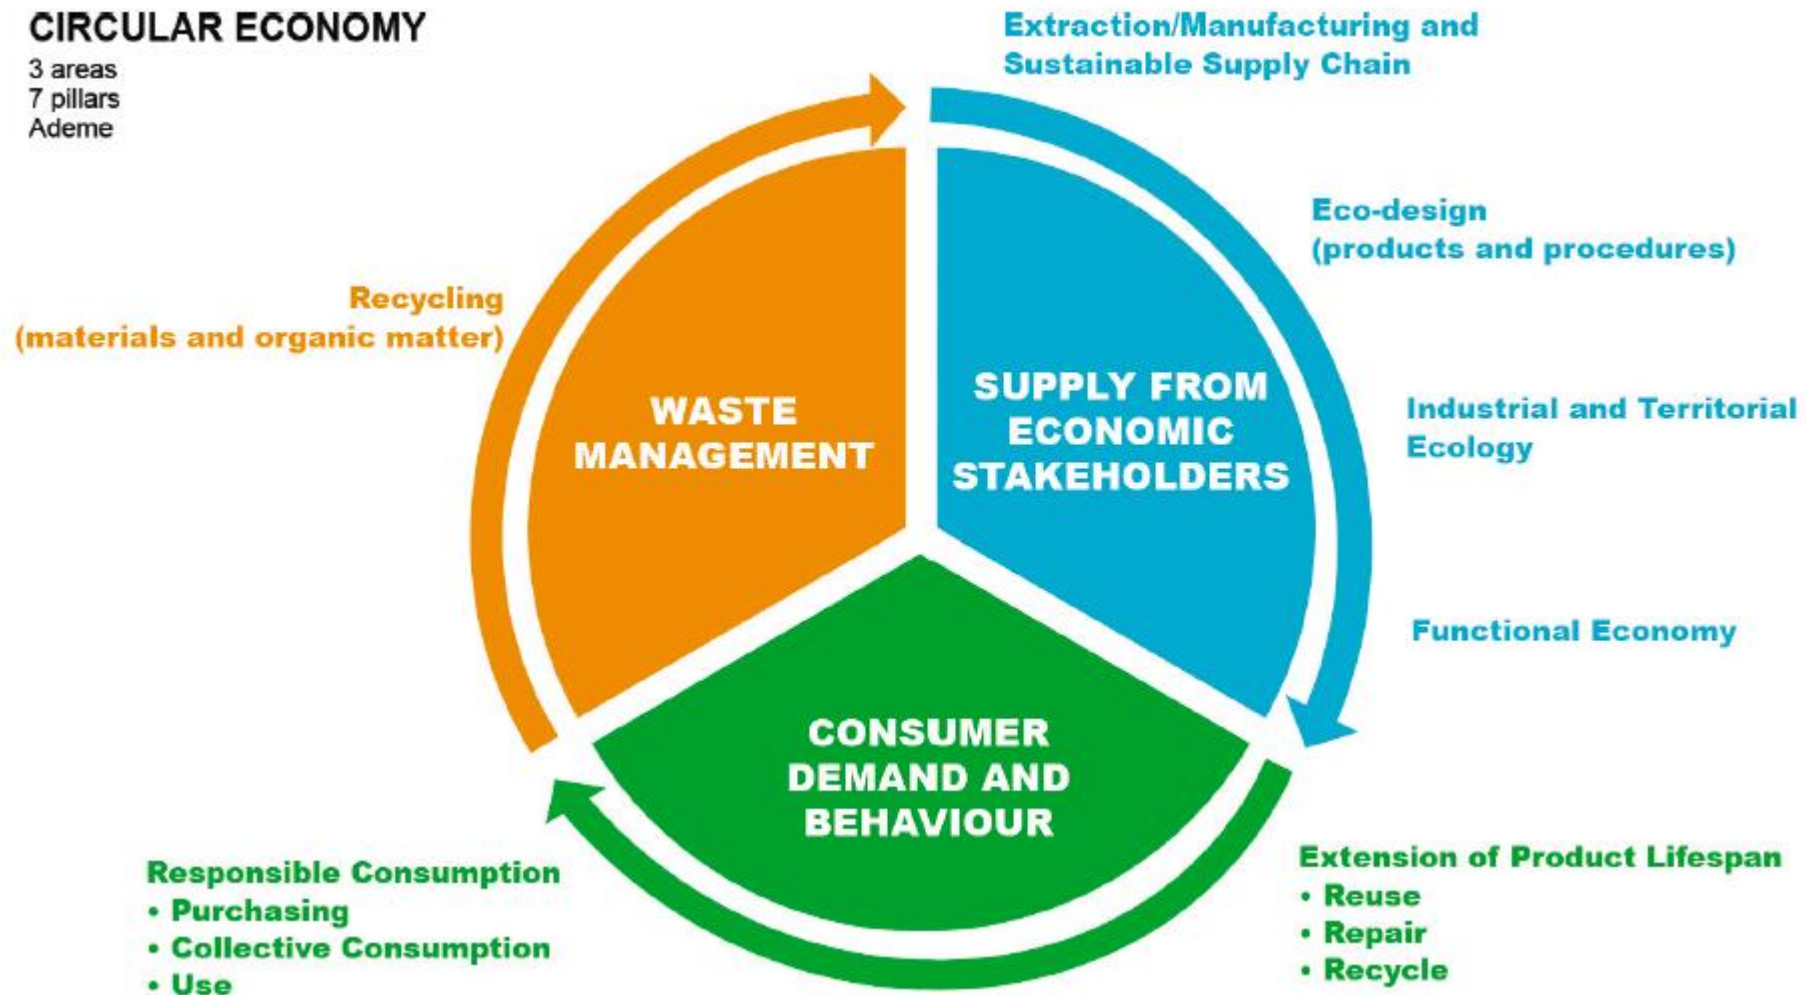 CIRCULAR ECONOMY
3 areas
7 pillars
Ademe
Extraction/Manufacturing and
Sustainable Supply Chain
Eco-design
(products and procedures)
Industrial and Territorial
Ecology
Functional Economy
Recycling
(materials and organic matter)
WASTE
MANAGEMENT
SUPPLY FROM
ECONOMIC
STAKEHOLDERS
CONSUMER
DEMAND AND
BEHAVIOUR
Extension of Product Lifespan
• Reuse
• Repair
• Recycle
Responsible Consumption
• Purchasing
• Collective Consumption
• Use